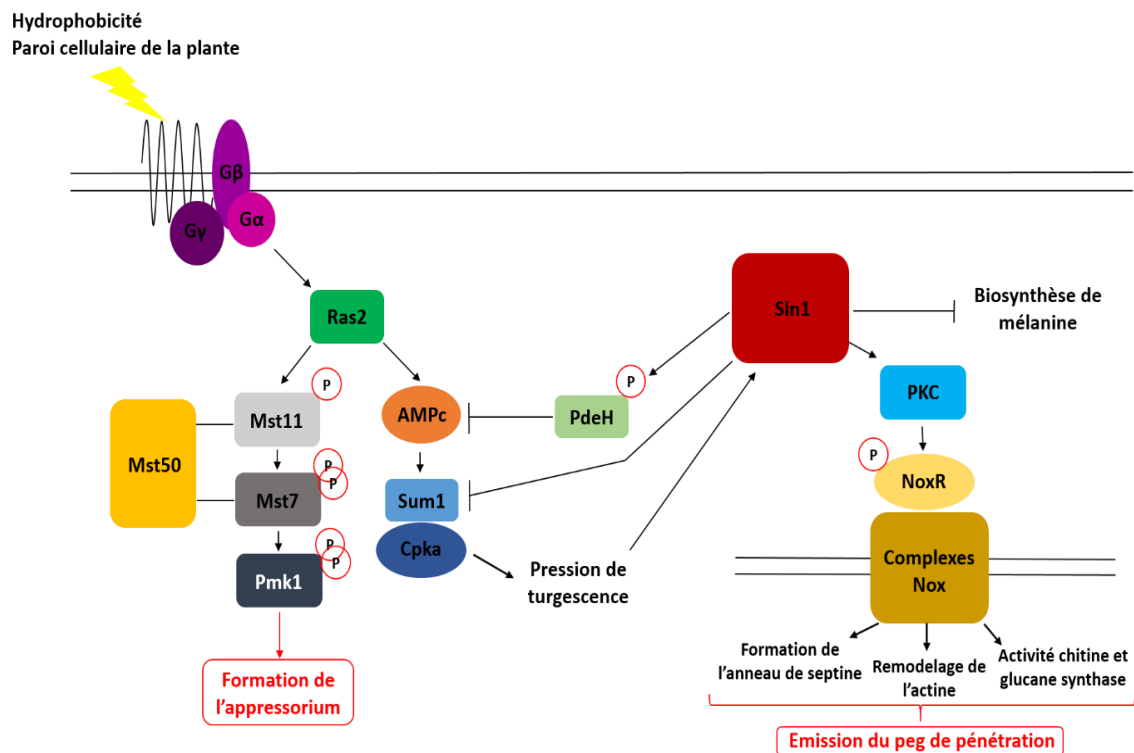 Hydrophobicité
Paroi cellulaire de la plante
Gβ
Gα
Gγ
Ras2
Sln1
Biosynthèse de
mélanine
P
Mst11
AMPc
P
PdeH
PKC
Mst50
P
P
Mst7
Sum1
P
NoxR
Cpka
P
P
Pmk1
Pression de
turgescence
Complexes
Nox
Formation de
l'anneau de septine
Remodelage de
l'actine
Activité chitine et
glucane synthase
Formation de
l'appressorium
Emission du peg de pénétration